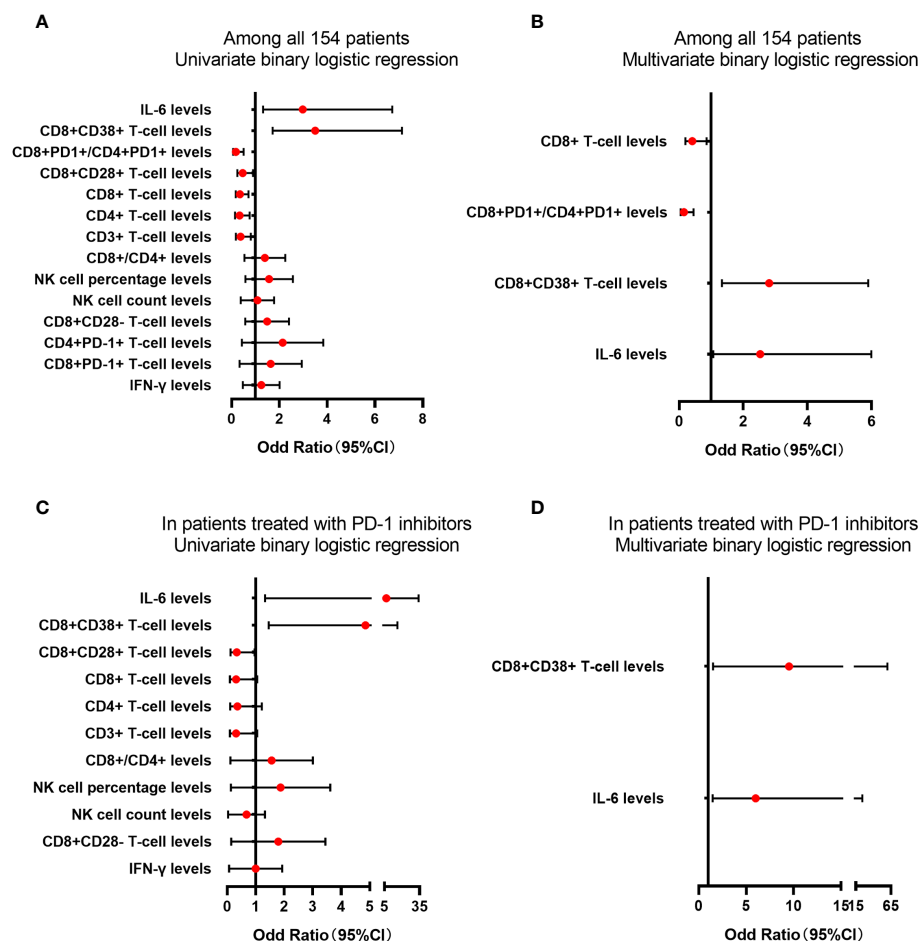 A
Among all 154 patients
Univariate binary logistic regression
IL-6 levels
CD8+CD38+ T-cell levels
CD8+PD1+/CD4+PD1+ levels
CD8+CD28+ T-cell levels
CD8+ T-cell levels
CD4+ T-cell levels
CD3+ T-cell levels
CD8+/CD4+ levels
NK cell percentage levels
NK cell count levels
CD8+CD28- T-cell levels
CD4+PD-1+ T-cell levels
CD8+PD-1+ T-cell levels
IFN-γ levels
0 2 4 6 8
Odd Ratio（95%CI）
B
Among all 154 patients
Multivariate binary logistic regression
CD8+ T-cell levels
CD8+PD1+/CD4+PD1+ levels
CD8+CD38+ T-cell levels
IL-6 levels
0 2 4 6
Odd Ratio（95%CI）
C
In patients treated with PD-1 inhibitors
Univariate binary logistic regression
IL-6 levels
CD8+CD38+ T-cell levels
CD8+CD28+ T-cell levels
CD8+ T-cell levels
CD4+ T-cell levels
CD3+ T-cell levels
CD8+/CD4+ levels
NK cell percentage levels
NK cell count levels
CD8+CD28- T-cell levels
IFN-γ levels
0 1 2 3 4 5 5 35
Odd Ratio（95%CI）
D
In patients treated with PD-1 inhibitors
Multivariate binary logistic regression
CD8+CD38+ T-cell levels
IL-6 levels
0 5 10 15 15 65
Odd Ratio（95%CI）